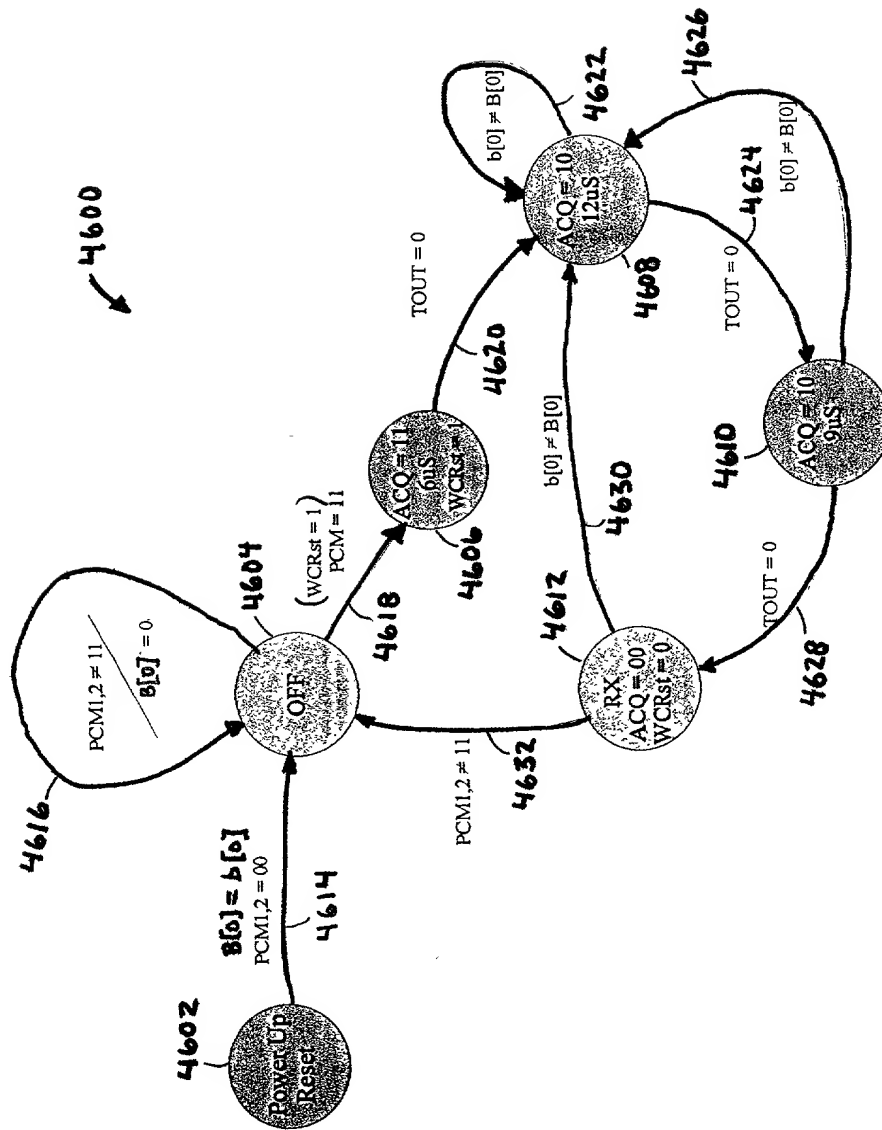 4600
4602
Power Up
Reset
B[0] = b[0]
PCM1,2 = 00
4614
4616
PCM1,2 ≠ 11
B[0] = 0
4604
OFF
(WCRst = 1)
PCM = 11
4618
ACQ = 11
6uS
WCRst = 1
4606
TOUT = 0
4620
b[0] ≠ B[0]
4622
ACQ = 10
12uS
4608
4626
b[0] ≠ B[0]
4624
TOUT = 0
b[0] ≠ B[0]
4630
4612
RX
ACQ = 00
WCRst = 0
PCM1,2 ≠ 11
4632
4610
ACQ = 10
9uS
TOUT = 0
4628